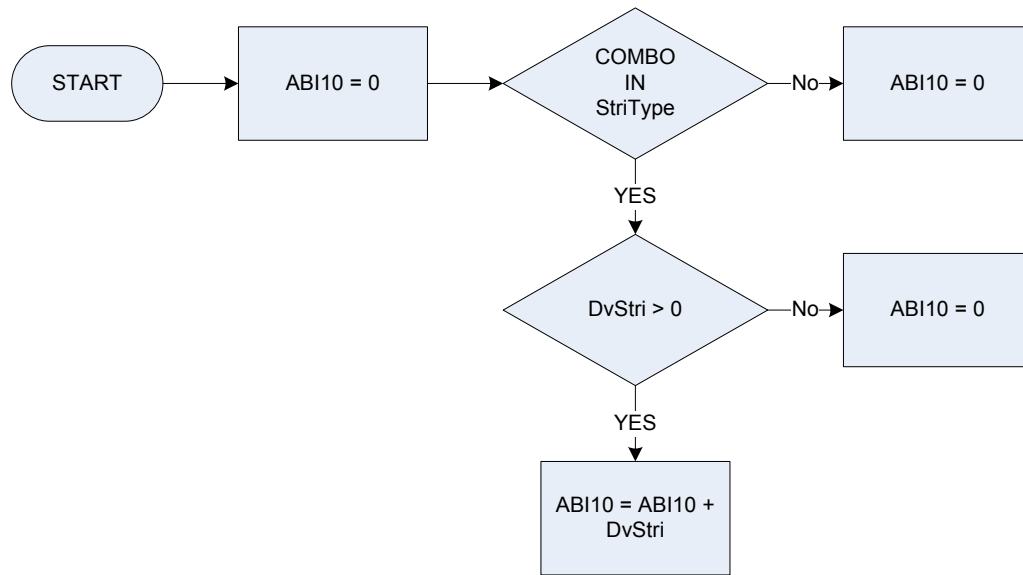 START
ABI10 = 0
COMBO
IN
StriType
No
ABI10 = 0
YES
DvStri > 0
No
ABI10 = 0
YES
ABI10 = ABI10 +
DvStri